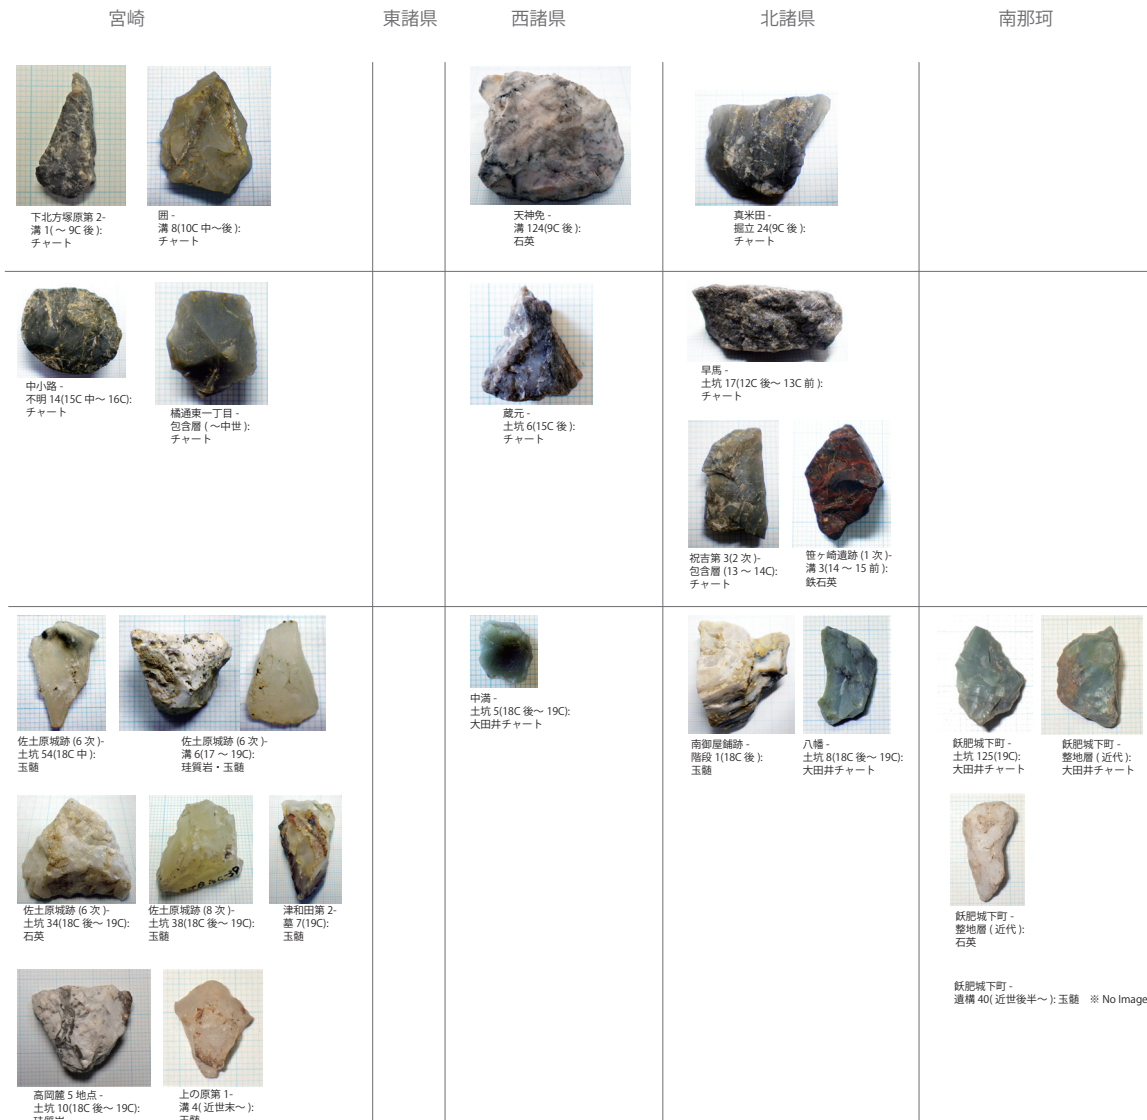 宮崎
東諸県
西諸県
北諸県
南那珂
下北方塚原第 2-
溝 1( ～ 9C 後 ):
チャート
囲 -
溝 8(10C 中～後 ):
チャート
天神免 -
溝 124(9C 後 ):
石英
真米田 -
掘立 24(9C 後 ):
チャート
中小路 -
不明 14(15C 中～ 16C):
チャート
橘通東一丁目 -
包含層 ( ～中世 ):
チャート
蔵元 -
土坑 6(15C 後 ):
チャート
早馬 -
土坑 17(12C 後～ 13C 前 ):
チャート
祝吉第 3(2 次 )-
包含層 (13 ～ 14C):
チャート
笹ヶ崎遺跡 (1 次 )-
溝 3(14 ～ 15 前 ):
鉄石英
佐土原城跡 (6 次 )-
土坑 54(18C 中 ):
玉髄
佐土原城跡 (6 次 )-
溝 6(17 ～ 19C):
珪質岩・玉髄
中満 -
土坑 5(18C 後～ 19C):
大田井チャート
南御屋鋪跡 -
階段 1(18C 後 ):
玉髄
八幡 -
土坑 8(18C 後～ 19C):
大田井チャート
飫肥城下町 -
土坑 125(19C):
大田井チャート
飫肥城下町 -
整地層 ( 近代 ):
大田井チャート
佐土原城跡 (6 次 )-
土坑 34(18C 後～ 19C):
石英
佐土原城跡 (8 次 )-
土坑 38(18C 後～ 19C):
玉髄
津和田第 2-
墓 7(19C):
玉髄
飫肥城下町 -
整地層 ( 近代 ):
石英
飫肥城下町 -
遺構 40( 近世後半～ ): 玉髄　※ No Image
高岡麓 5 地点 -
土坑 10(18C 後～ 19C):
珪質岩
上の原第 1-
溝 4( 近世末～ ):
玉髄